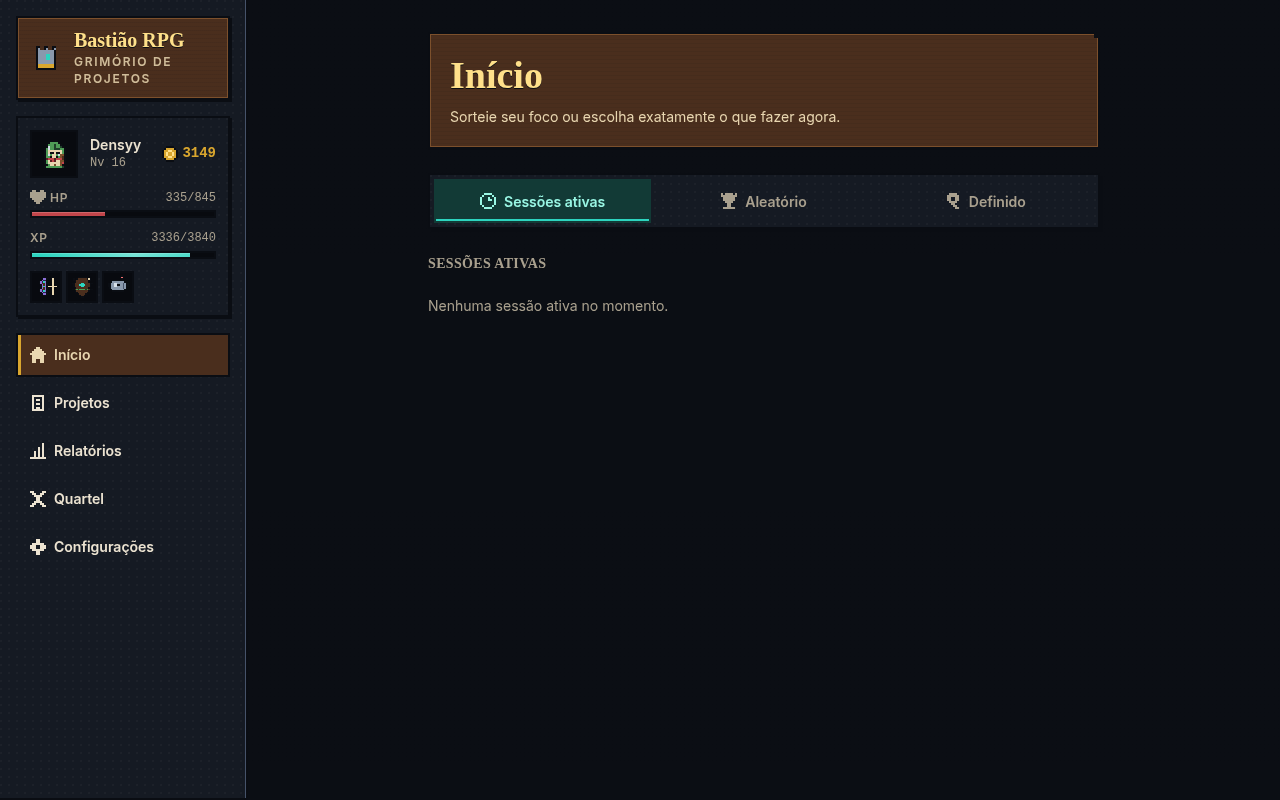 Bastião RPG
GRIMÓRIO DE
PROJETOS
Densyy
Nv 16
3149
HP
335/845
XP
3336/3840
Início
Projetos
Relatórios
Quartel
Configurações
Início
Sorteie seu foco ou escolha exatamente o que fazer agora.
Sessões ativas
Aleatório
Definido
SESSÕES ATIVAS
Nenhuma sessão ativa no momento.